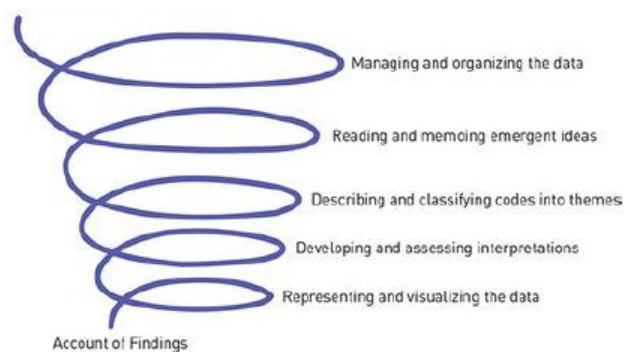 Managing and organizing the data
Reading and memoing emergent ideas
Describing and classifying codes into themes
Developing and assessing interpretations
Representing and visualizing the data
Account of Findings